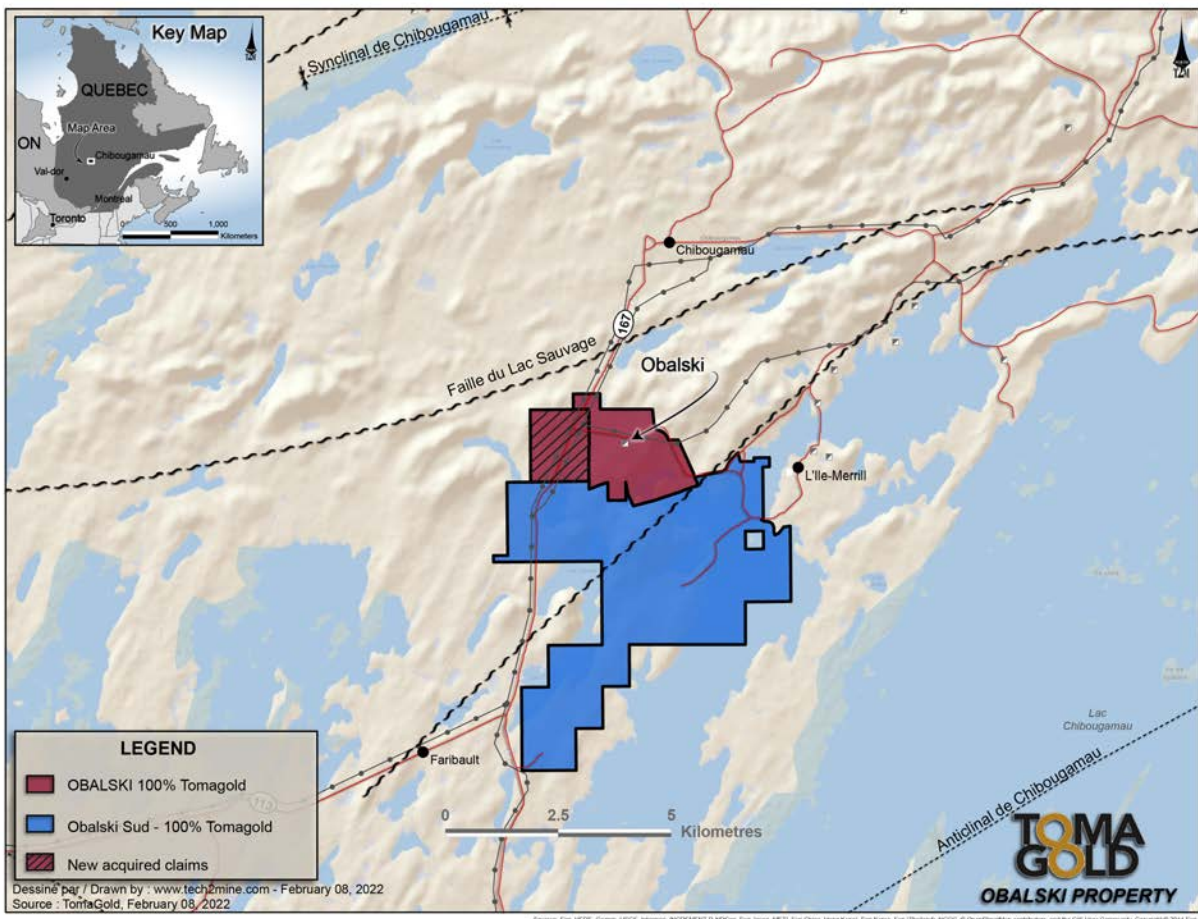 Key Map
QUEBEC
Map Area
ON
Chibougamau
Val-dor
Montreal
Toronto
0 500 1,000
Kilometers
Synclinal de Chibougamau
Chibougamau
167
Faille du Lac Sauvage
Obalski
L'Ile-Merrill
Faribault
113
Lac
Chibougamau
Anticlinal de Chibougamau
LEGEND
OBALSKI 100% Tomagold
Obalski Sud - 100% Tomagold
New acquired claims
0 2.5 5
Kilometres
Dessiné par / Drawn by : www.tech2mine.com - February 08, 2022
Source : TomaGold, February 08, 2022
TOMA
GOLD
OBALSKI PROPERTY